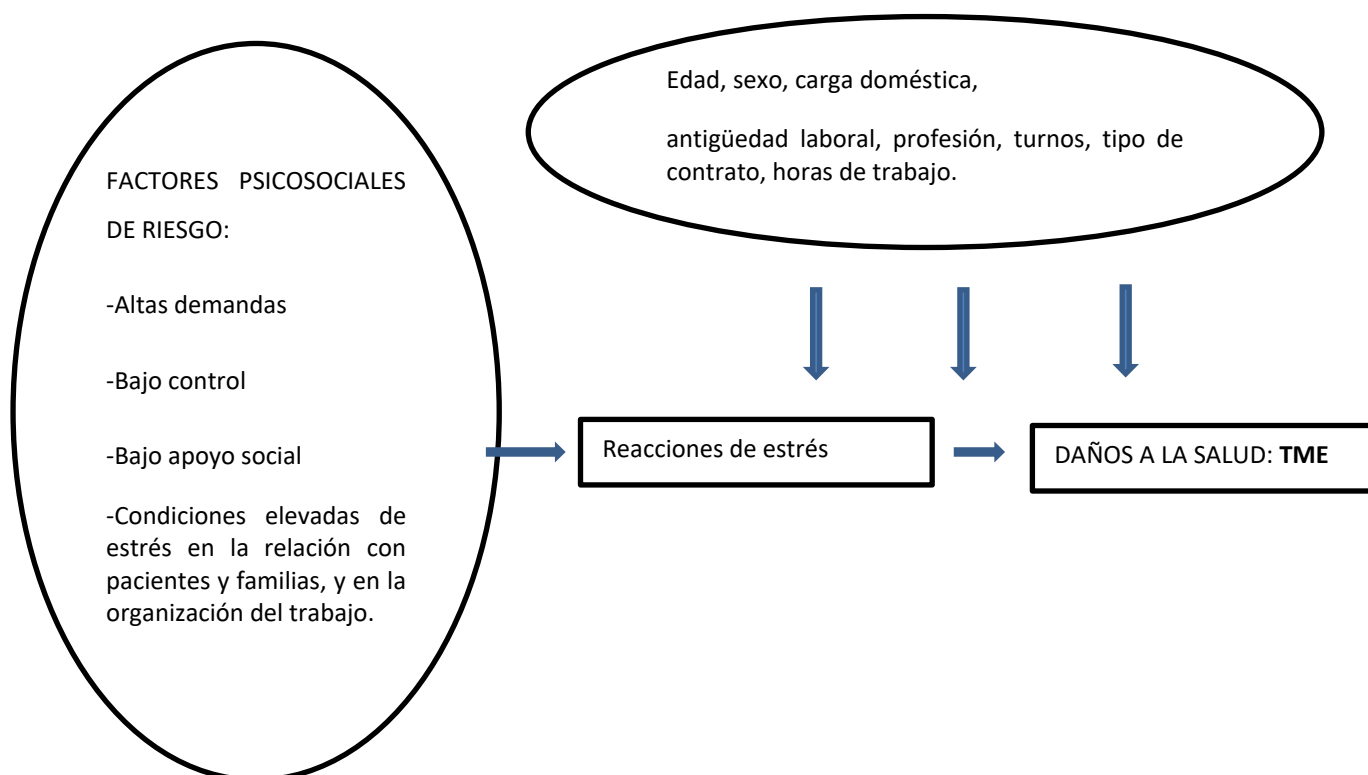 Edad, sexo, carga doméstica,
antigüedad laboral, profesión, turnos, tipo de
contrato, horas de trabajo.
FACTORES PSICOSOCIALES
DE RIESGO:
-Altas demandas
-Bajo control
-Bajo apoyo social
-Condiciones elevadas de
estrés en la relación con
pacientes y familias, y en la
organización del trabajo.
Reacciones de estrés
DAÑOS A LA SALUD: TME